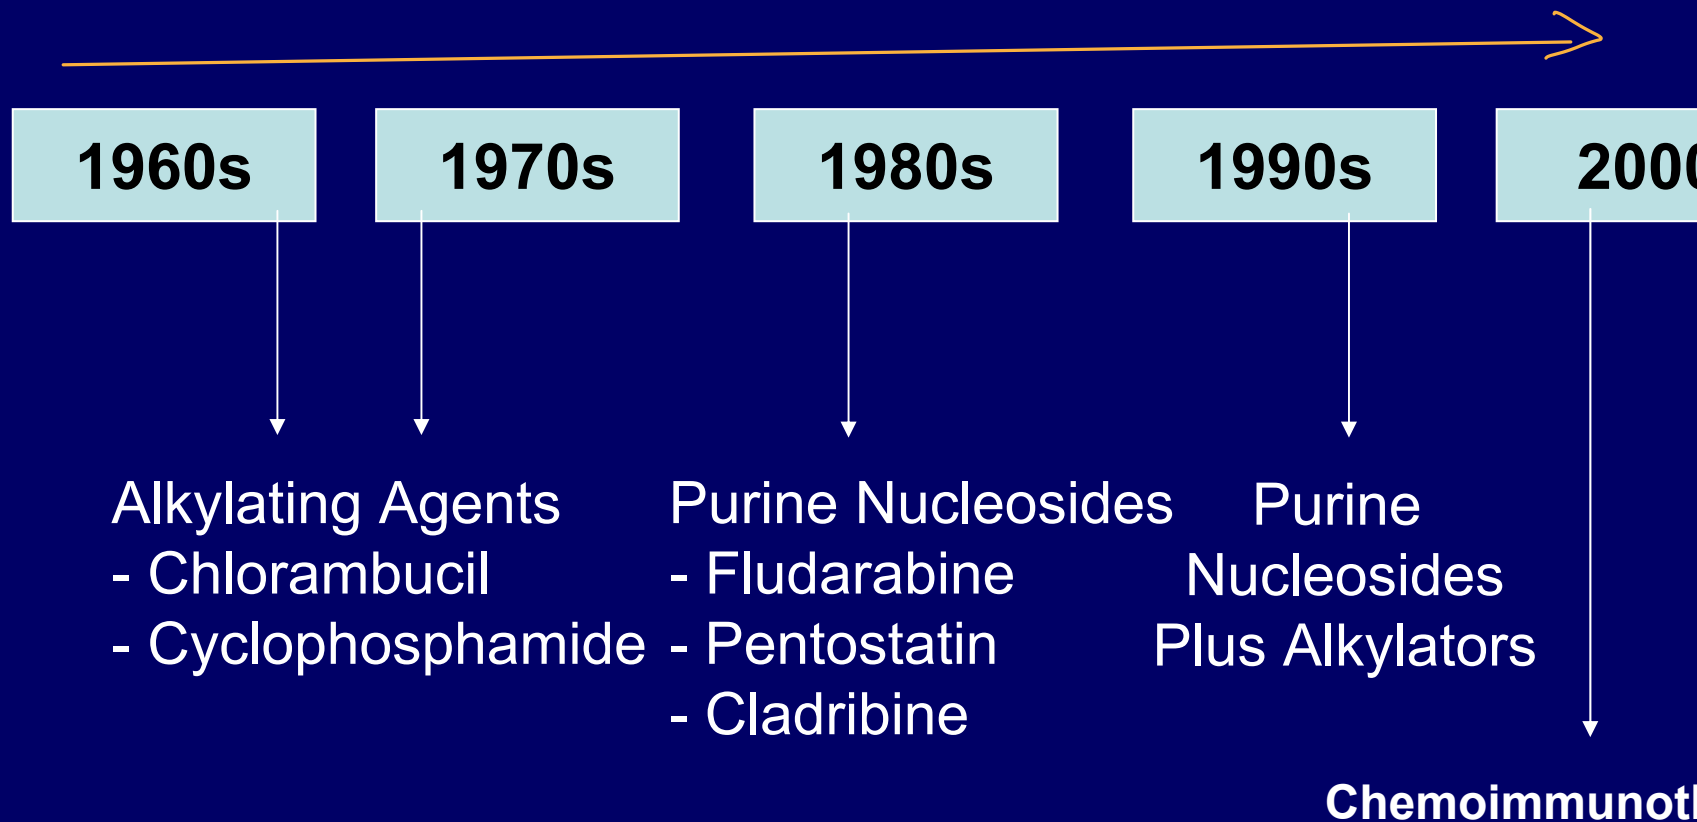 1960s
1970s
1980s
1990s
Alkylating Agents
- Chlorambucil
- Cyclophosphamide
Purine Nucleosides
- Fludarabine
- Pentostatin
- Cladribine
Purine
Nucleosides
Plus Alkylators